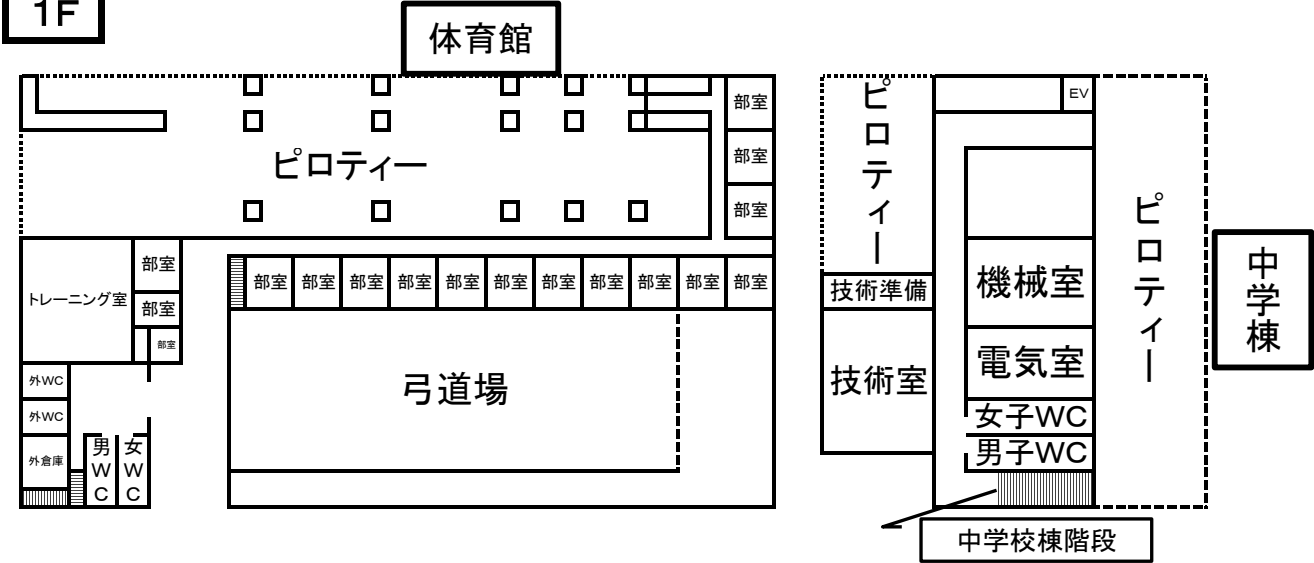 1F
体育館
ピロティー
部室
部室
部室
トレーニング室
部室
部室
部室
部室
部室
部室
部室
部室
部室
部室
部室
部室
部室
部室
弓道場
外WC
外WC
外倉庫
男WC
女WC
ピロティー
EV
技術準備
技術室
機械室
電気室
女子WC
男子WC
ピロティー
中学棟
中学校棟階段